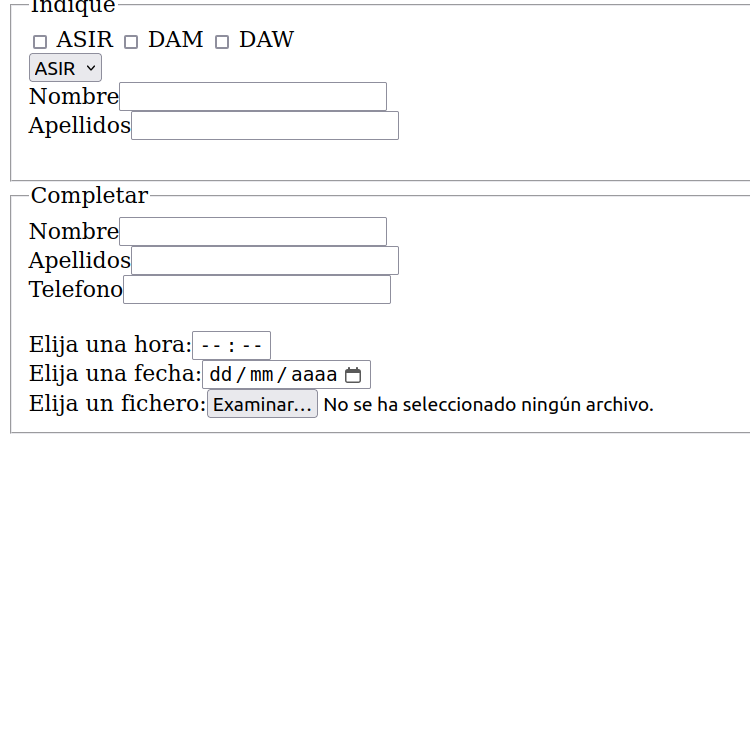 Indique
ASIR DAM DAW
ASIR
Nombre
Apellidos
Completar
Nombre
Apellidos
Telefono
Elija una hora: -- : --
Elija una fecha: dd / mm / aaaa
Elija un fichero: Examinar... No se ha seleccionado ningún archivo.